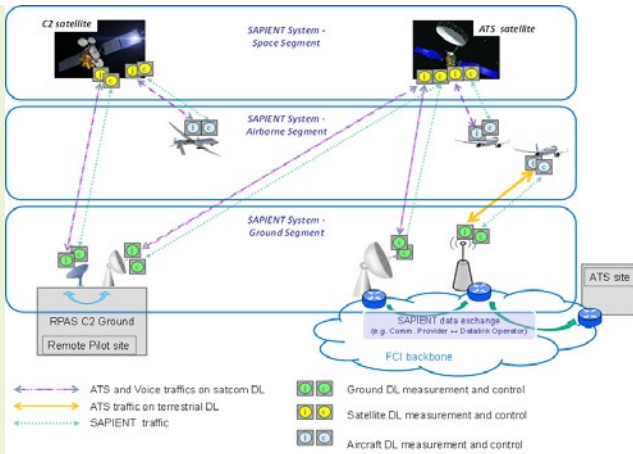 C2 satellite
SAPIENT System -
Space Segment
ATS satellite
SAPIENT System -
Airborne Segment
SAPIENT System -
Ground Segment
ATS site
RPAS C2 Ground
Remote Pilot site
SAPIENT data exchange
(e.g. Comm. Provider ↔ Datalink Operator)
FCI backbone
ATS and Voice traffics on satcom DL
ATS traffic on terrestrial DL
SAPIENT traffic
i c Ground DL measurement and control
i c Satellite DL measurement and control
i c Aircraft DL measurement and control